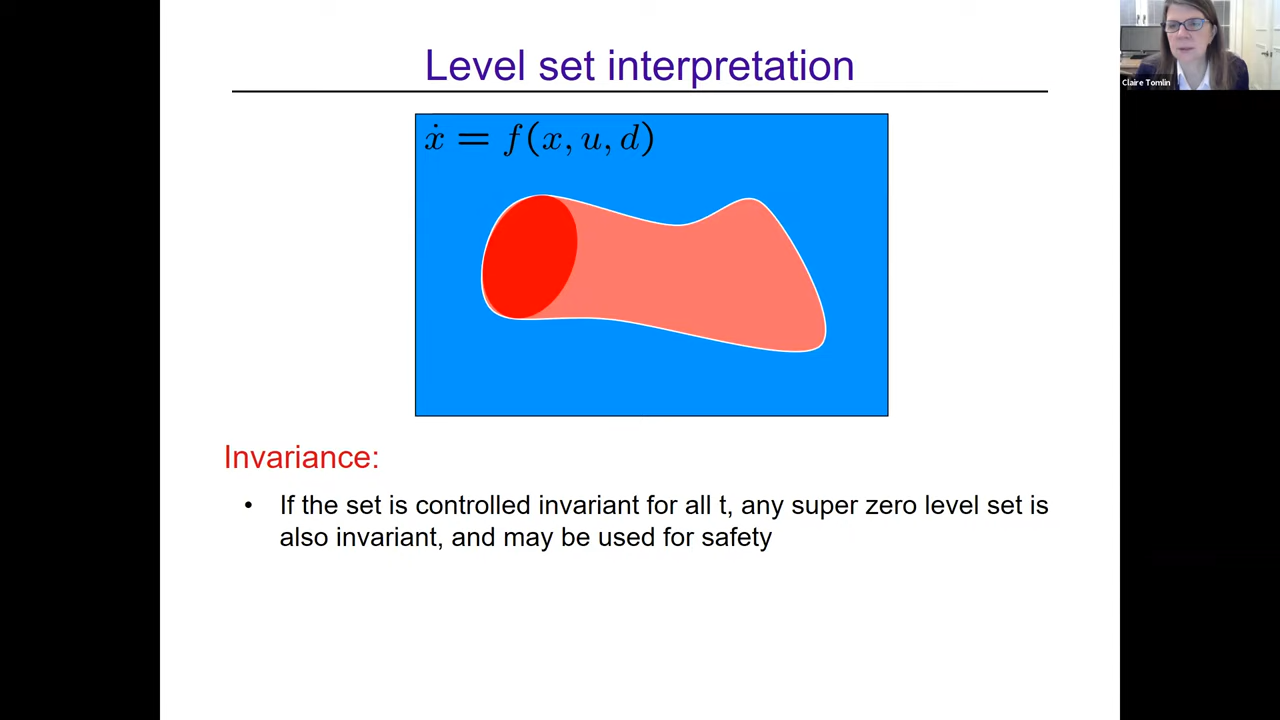 Level set interpretation
Claire Tomlin
ẋ = f(x, u, d)
Invariance:
• If the set is controlled invariant for all t, any super zero level set is
also invariant, and may be used for safety